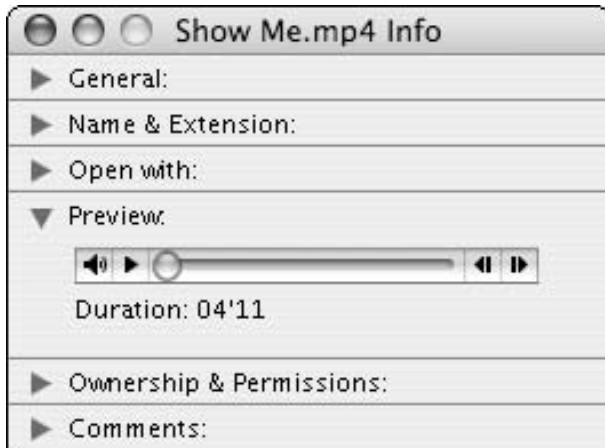 Show Me.mp4 Info
General:
Name & Extension:
Open with:
Preview:
Duration: 04'11
Ownership & Permissions:
Comments: